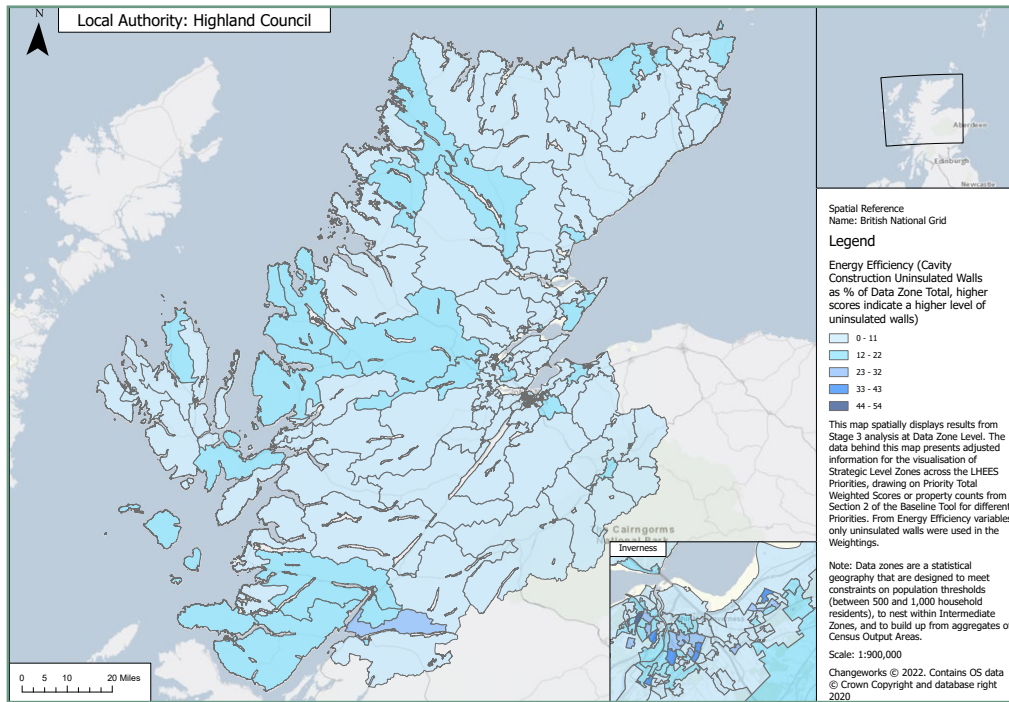 N
Local Authority: Highland Council
Aberdeen
Edinburgh
Newcastle
Spatial Reference
Name: British National Grid
Legend
Energy Efficiency (Cavity
Construction Uninsulated Walls
as % of Data Zone Total, higher
scores indicate a higher level of
uninsulated walls)
0 - 11
12 - 22
23 - 32
33 - 43
44 - 54
This map spatially displays results from
Stage 3 analysis at Data Zone Level. The
data behind this map presents adjusted
information for the visualisation of
Strategic Level Zones across the LHEES
Priorities, drawing on Priority Total
Weighted Scores or property counts from
Section 2 of the Baseline Tool for different
Priorities. From Energy Efficiency variables
only uninsulated walls were used in the
Weightings.
Note: Data zones are a statistical
geography that are designed to meet
constraints on population thresholds
(between 500 and 1,000 household
residents), to nest within Intermediate
Zones, and to build up from aggregates of
Census Output Areas.
Scale: 1:900,000
Changeworks © 2022. Contains OS data
© Crown Copyright and database right
2020
Cairngorms
National Park
Inverness
0 5 10 20 Miles